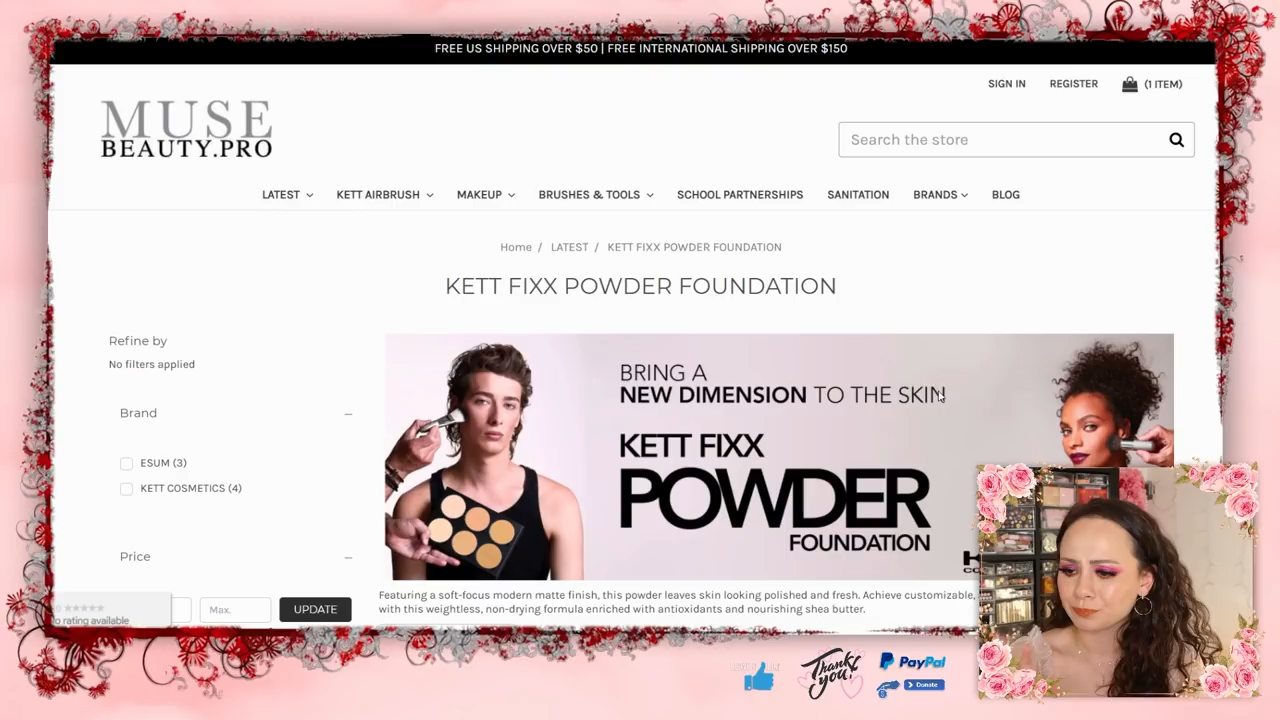 FREE US SHIPPING OVER $50 | FREE INTERNATIONAL SHIPPING OVER $150
SIGN IN REGISTER (1 ITEM)
MUSE
BEAUTY.PRO
Search the store
LATEST KETT AIRBRUSH MAKEUP BRUSHES & TOOLS SCHOOL PARTNERSHIPS SANITATION BRANDS BLOG
Home / LATEST / KETT FIXX POWDER FOUNDATION
KETT FIXX POWDER FOUNDATION
Refine by
No filters applied
Brand
ESUM (3)
KETT COSMETICS (4)
Price
Max.
UPDATE
rating available
BRING A
NEW DIMENSION TO THE SKIN
KETT FIXX
POWDER
FOUNDATION
Featuring a soft-focus modern matte finish, this powder leaves skin looking polished and fresh. Achieve customizable,
with this weightless, non-drying formula enriched with antioxidants and nourishing shea butter.
Thank
you!
PayPal
Donate